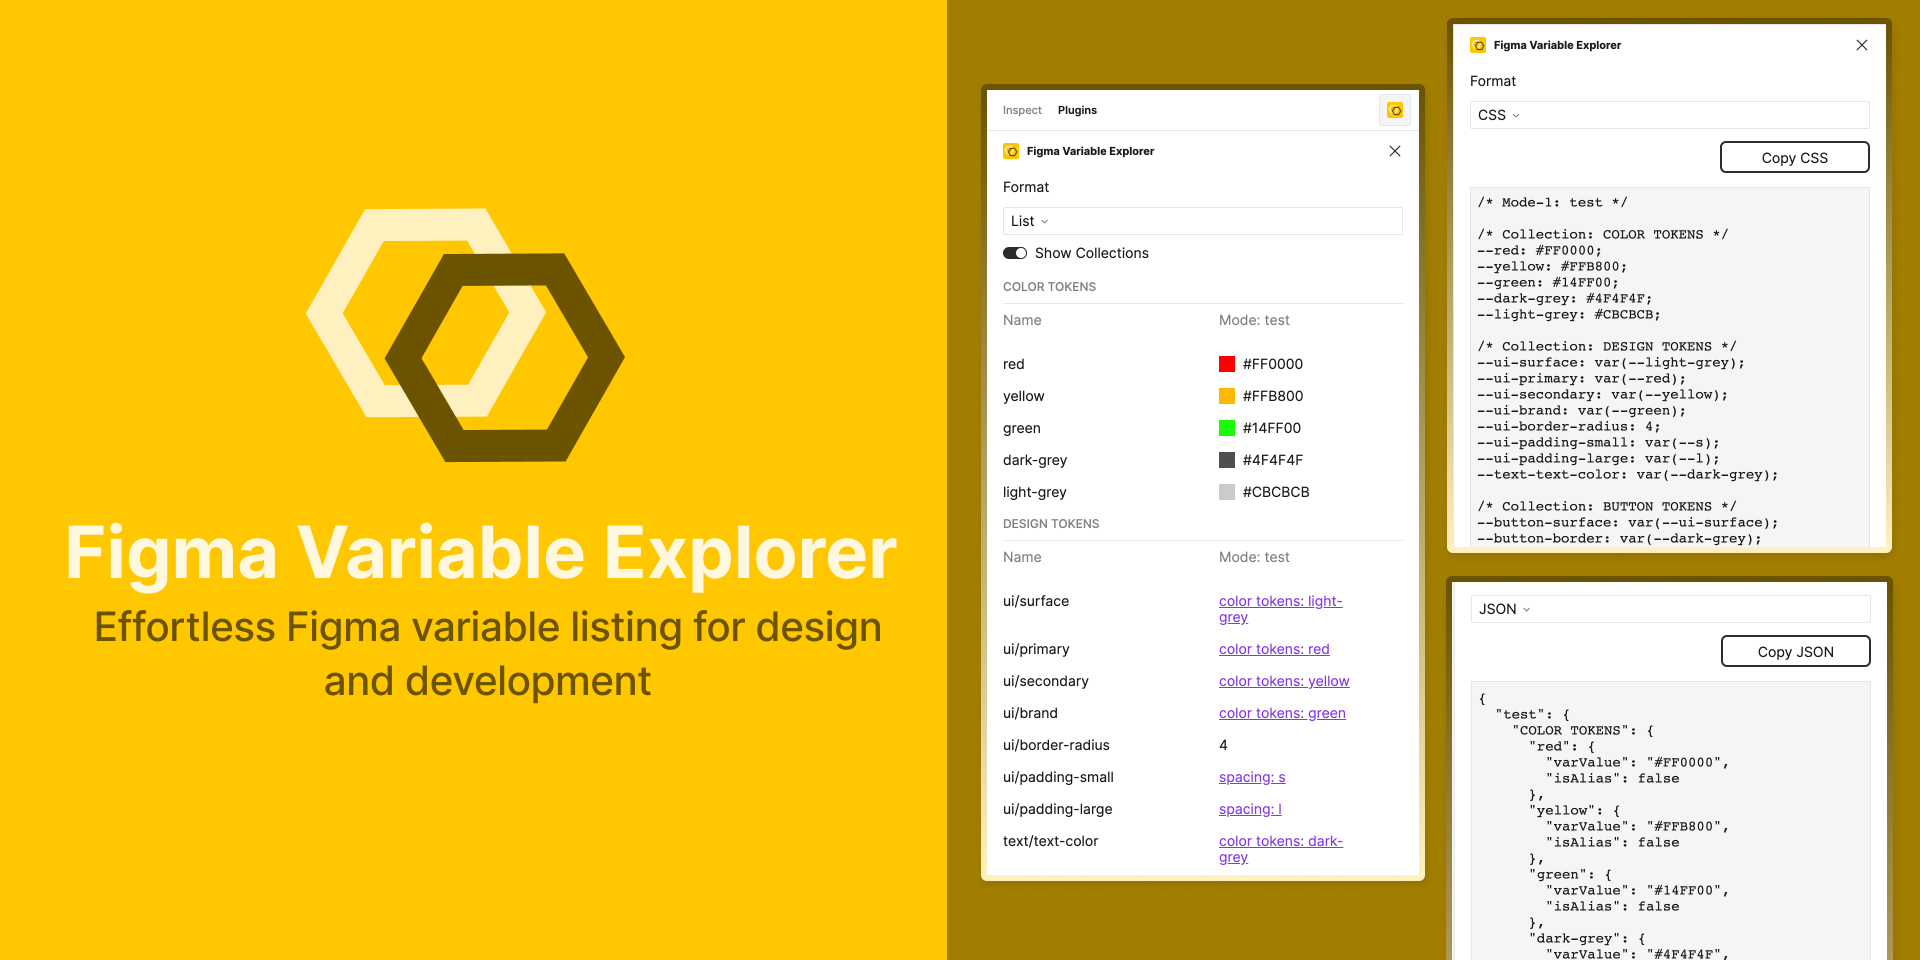 Figma Variable Explorer
Effortless Figma variable listing for design
and development
Inspect Plugins
Figma Variable Explorer
Format
List
Show Collections
COLOR TOKENS
Name Mode: test
red #FF0000
yellow #FFB800
green #14FF00
dark-grey #4F4F4F
light-grey #CBCBCB
DESIGN TOKENS
Name Mode: test
ui/surface color tokens: light-
grey
ui/primary color tokens: red
ui/secondary color tokens: yellow
ui/brand color tokens: green
ui/border-radius 4
ui/padding-small spacing: s
ui/padding-large spacing: l
text/text-color color tokens: dark-
grey
Figma Variable Explorer
Format
CSS
Copy CSS
/* Mode-1: test */
/* Collection: COLOR TOKENS */
--red: #FF0000;
--yellow: #FFB800;
--green: #14FF00;
--dark-grey: #4F4F4F;
--light-grey: #CBCBCB;
/* Collection: DESIGN TOKENS */
--ui-surface: var(--light-grey);
--ui-primary: var(--red);
--ui-secondary: var(--yellow);
--ui-brand: var(--green);
--ui-border-radius: 4;
--ui-padding-small: var(--s);
--ui-padding-large: var(--l);
--text-text-color: var(--dark-grey);
/* Collection: BUTTON TOKENS */
--button-surface: var(--ui-surface);
--button-border: var(--dark-grey);
JSON
Copy JSON
{
"test": {
"COLOR TOKENS": {
"red": {
"varValue": "#FF0000",
"isAlias": false
},
"yellow": {
"varValue": "#FFB800",
"isAlias": false
},
"green": {
"varValue": "#14FF00",
"isAlias": false
},
"dark-grey": {
"varValue": "#4F4F4F",